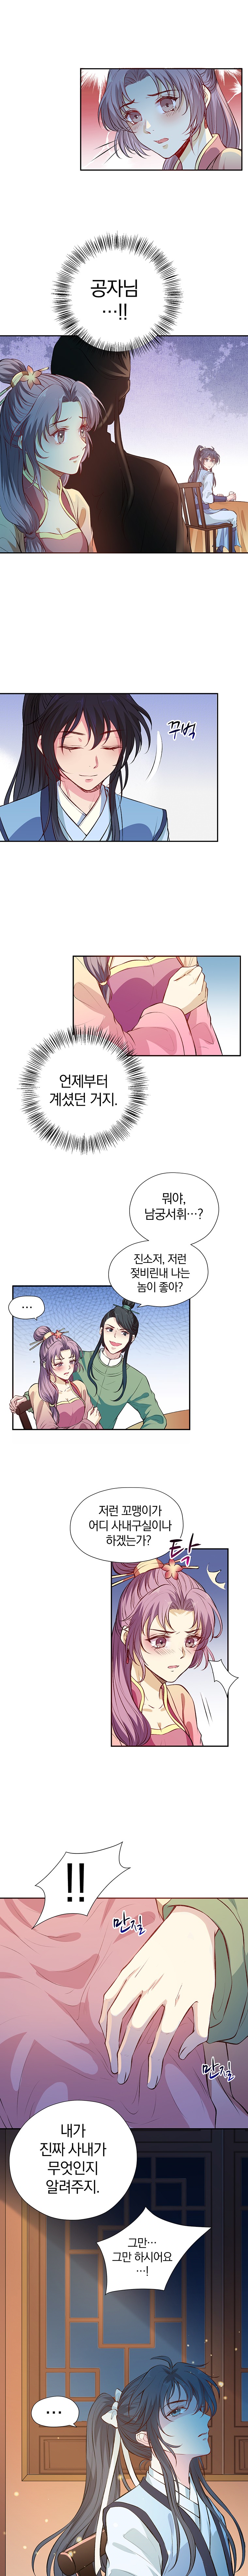 공자님
…!!
꾸벅
언제부터
계셨던 거지.
뭐야,
남궁서휘…?
진소저, 저런
젖비린내 나는
놈이 좋아?
…
저런 꼬맹이가
어디 사내구실이나
하겠는가?
탁
!!
만질
만질
내가
진짜 사내가
무엇인지
알려주지.
그만…
그만 하시어요
…!
…